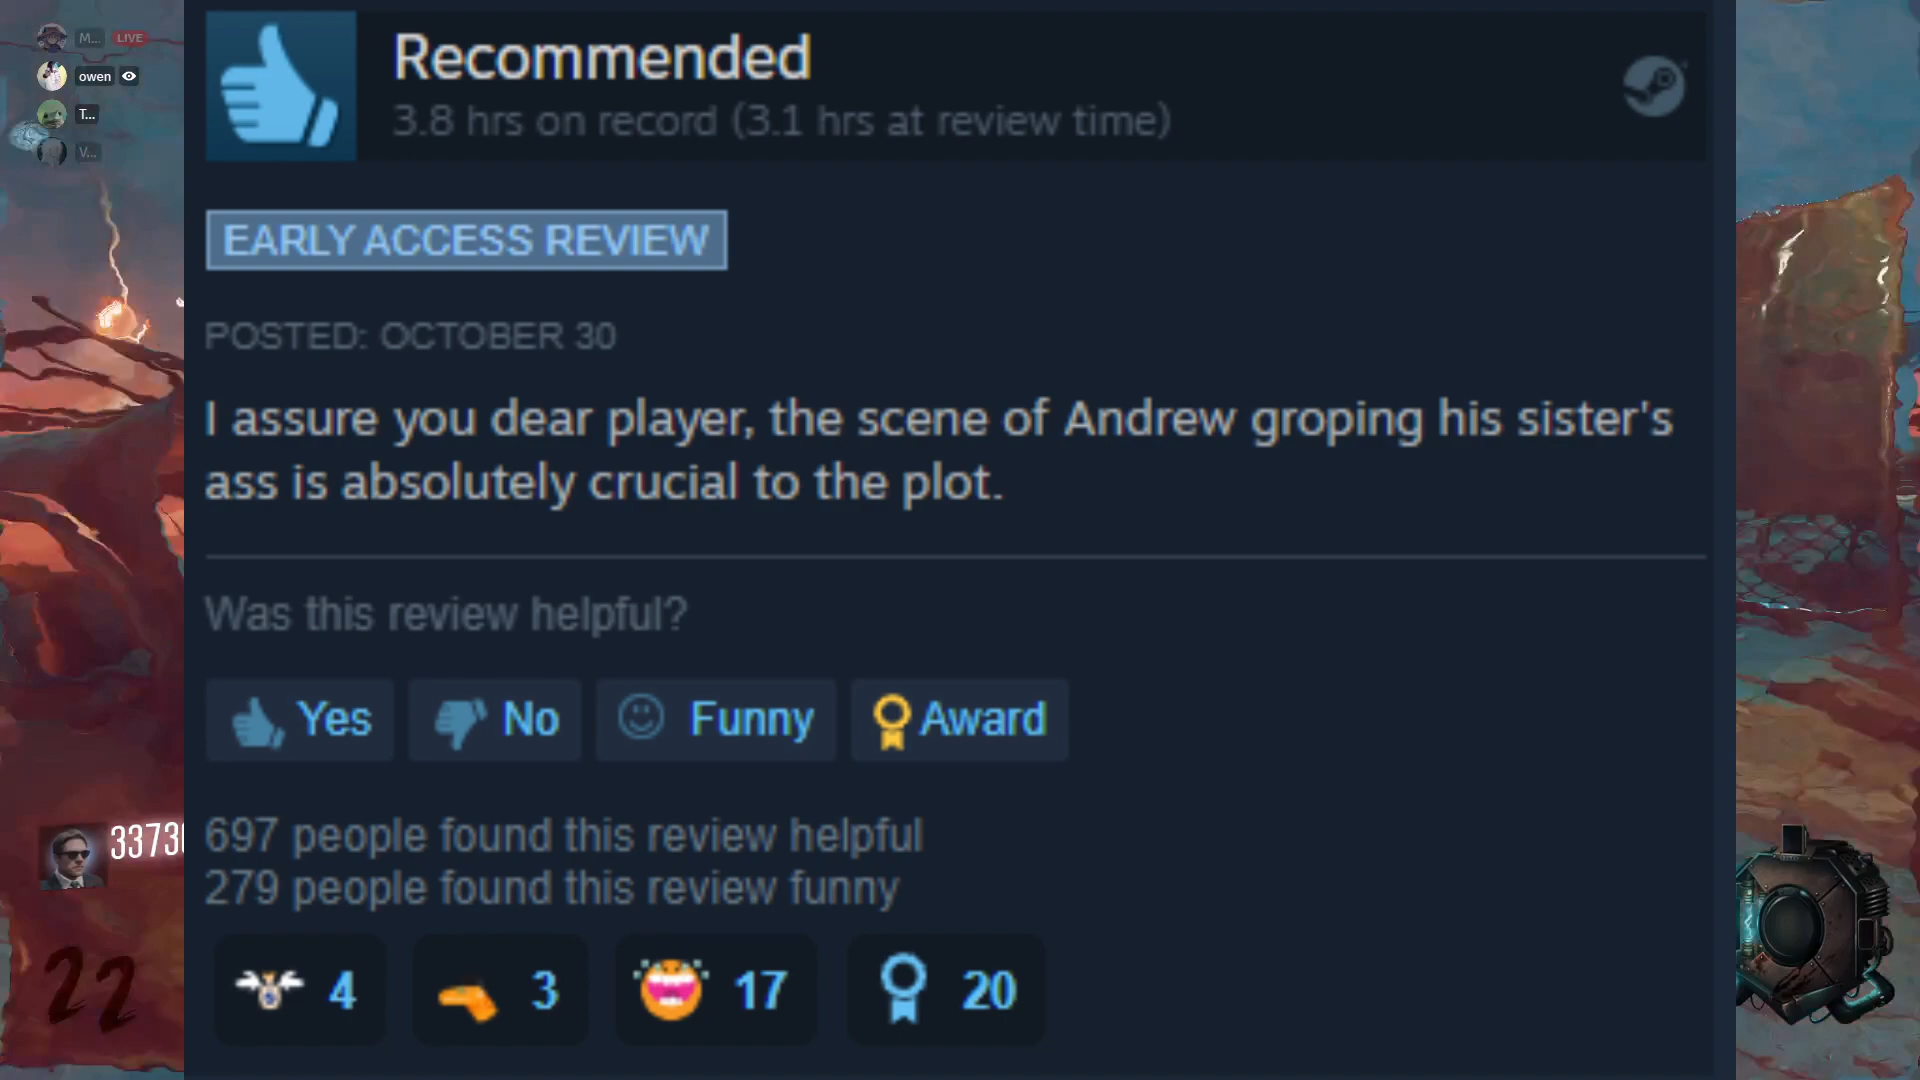 M... LIVE
owen
T...
V...
Recommended
3.8 hrs on record (3.1 hrs at review time)
EARLY ACCESS REVIEW
POSTED: OCTOBER 30
I assure you dear player, the scene of Andrew groping his sister's
ass is absolutely crucial to the plot.
Was this review helpful?
Yes No Funny Award
697 people found this review helpful
279 people found this review funny
4 3 17 20
22